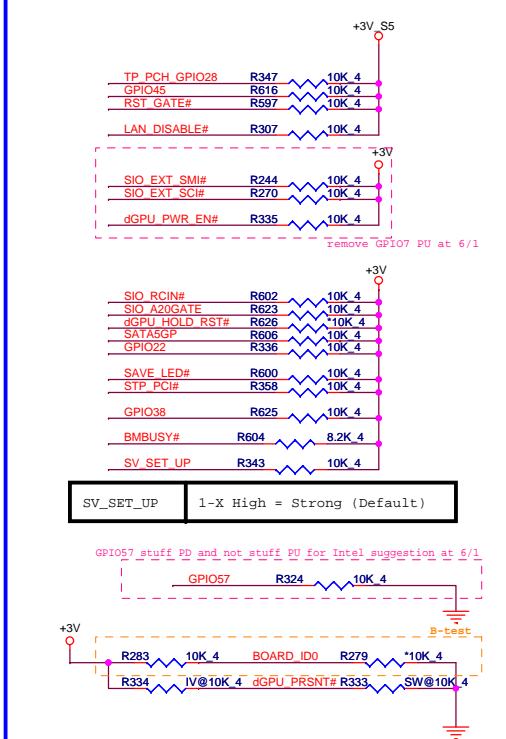 +3V_S5
TP_PCH_GPIO28 R347 10K_4
GPIO45 R616 10K_4
RST_GATE# R597 10K_4
LAN_DISABLE# R307 10K_4
+3V
SIO_EXT_SMI# R244 10K_4
SIO_EXT_SCI# R270 10K_4
dGPU_PWR_EN# R335 10K_4
remove GPIO7 PU at 6/1
+3V
SIO_RCIN# R602 10K_4
SIO_A20GATE R623 10K_4
dGPU_HOLD_RST# R626 *10K_4
SATA5GP R606 10K_4
GPIO22 R336 10K_4
SAVE_LED# R600 10K_4
STP_PCI# R358 10K_4
GPIO38 R625 10K_4
BMBUSY# R604 8.2K_4
SV_SET_UP R343 10K_4
SV_SET_UP 1-X High = Strong (Default)
GPIO57 stuff PD and not stuff PU for Intel suggestion at 6/1
GPIO57 R324 10K_4
+3V
B-test
R283 10K_4 BOARD_ID0 R279 *10K_4
R334 IV@10K_4 dGPU_PRSNT# R333 SW@10K_4